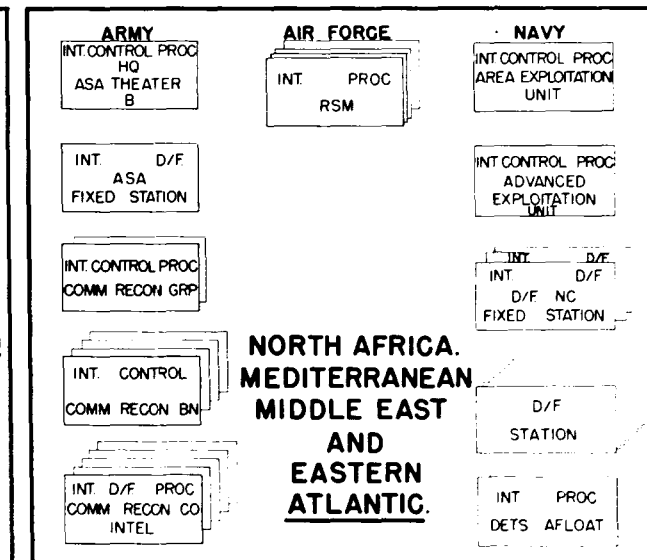 ARMY
INT. CONTROL PROC
HQ
ASA THEATER
B
INT. D/F.
ASA
FIXED STATION
INT. CONTROL PROC
COMM RECON GRP
INT. CONTROL
COMM RECON BN
INT. D/F PROC
COMM RECON CO
INTEL
AIR FORCE
INT. PROC
RSM
NORTH AFRICA.
MEDITERRANEAN
MIDDLE EAST
AND
EASTERN
ATLANTIC.
NAVY
INT CONTROL PROC
AREA EXPLOITATION
UNIT
INT CONTROL PROC
ADVANCED
EXPLOITATION
UNIT
INT. D/F
INT. D/F
D/F. NC
FIXED STATION
D/F
STATION
INT PROC
DETS AFLOAT